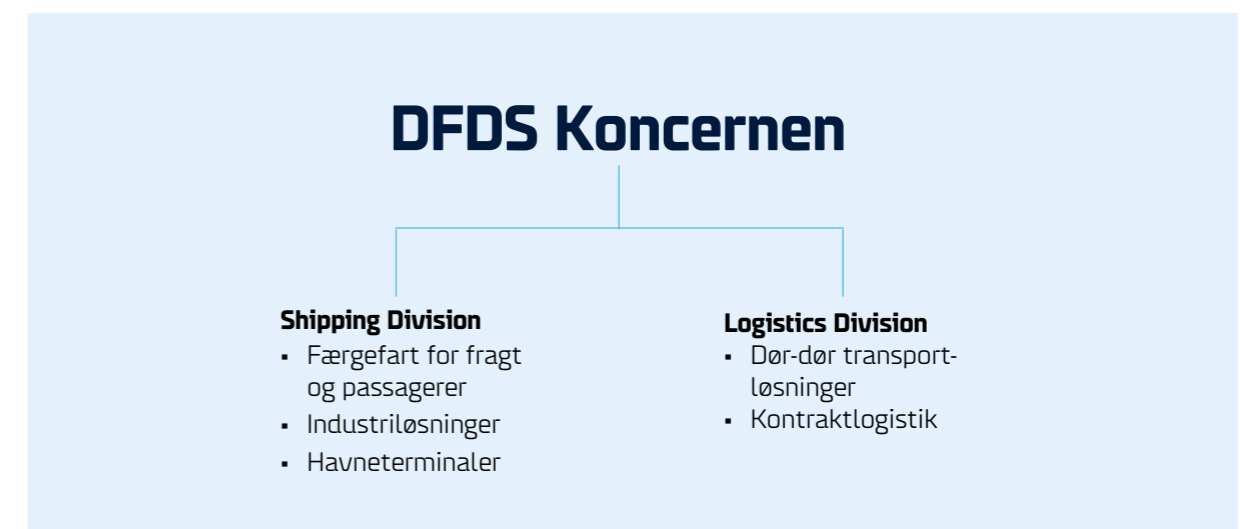 DFDS Koncernen
Shipping Division
▪ Færgefart for fragt
og passagerer
▪ Industriløsninger
▪ Havneterminaler
Logistics Division
▪ Dør-dør transport-
løsninger
▪ Kontraktlogistik